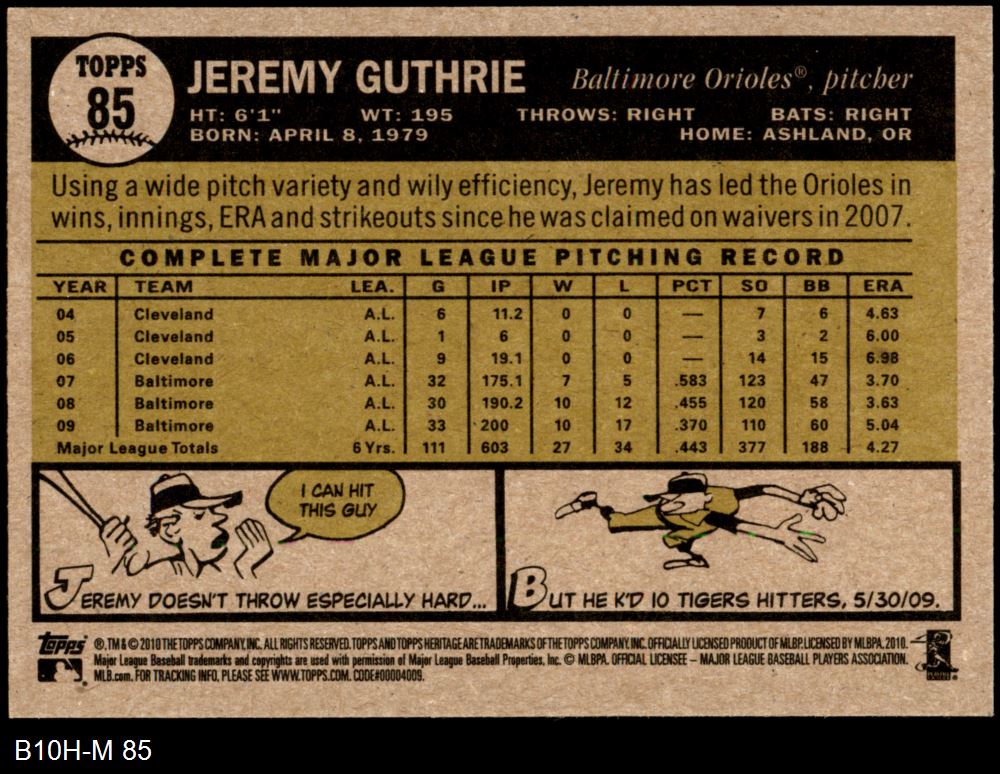 TOPPS
85
JEREMY GUTHRIE Baltimore Orioles®, pitcher
HT: 6'1" WT: 195 THROWS: RIGHT BATS: RIGHT
BORN: APRIL 8, 1979 HOME: ASHLAND, OR
Using a wide pitch variety and wily efficiency, Jeremy has led the Orioles in
wins, innings, ERA and strikeouts since he was claimed on waivers in 2007.
COMPLETE MAJOR LEAGUE PITCHING RECORD
YEAR TEAM LEA. G IP W L PCT SO BB ERA
04 Cleveland A.L. 6 11.2 0 0 — 7 6 4.63
05 Cleveland A.L. 1 6 0 0 — 3 2 6.00
06 Cleveland A.L. 9 19.1 0 0 — 14 15 6.98
07 Baltimore A.L. 32 175.1 7 5 .583 123 47 3.70
08 Baltimore A.L. 30 190.2 10 12 .455 120 58 3.63
09 Baltimore A.L. 33 200 10 17 .370 110 60 5.04
Major League Totals 6 Yrs. 111 603 27 34 .443 377 188 4.27
I CAN HIT
THIS GUY
JEREMY DOESN'T THROW ESPECIALLY HARD...
BUT HE K'D 10 TIGERS HITTERS, 5/30/09.
topps ®, TM & © 2010 THE TOPPS COMPANY, INC. ALL RIGHTS RESERVED. TOPPS AND TOPPS HERITAGE ARE TRADEMARKS OF THE TOPPS COMPANY, INC. OFFICIALLY LICENSED PRODUCT OF MLBP. LICENSED BY MLBPA, 2010.
Major League Baseball trademarks and copyrights are used with permission of Major League Baseball Properties, Inc. © MLBPA. OFFICIAL LICENSEE – MAJOR LEAGUE BASEBALL PLAYERS ASSOCIATION.
MLB.com. FOR TRACKING INFO, PLEASE SEE WWW.TOPPS.COM. CODE#00004009.
B10H-M 85